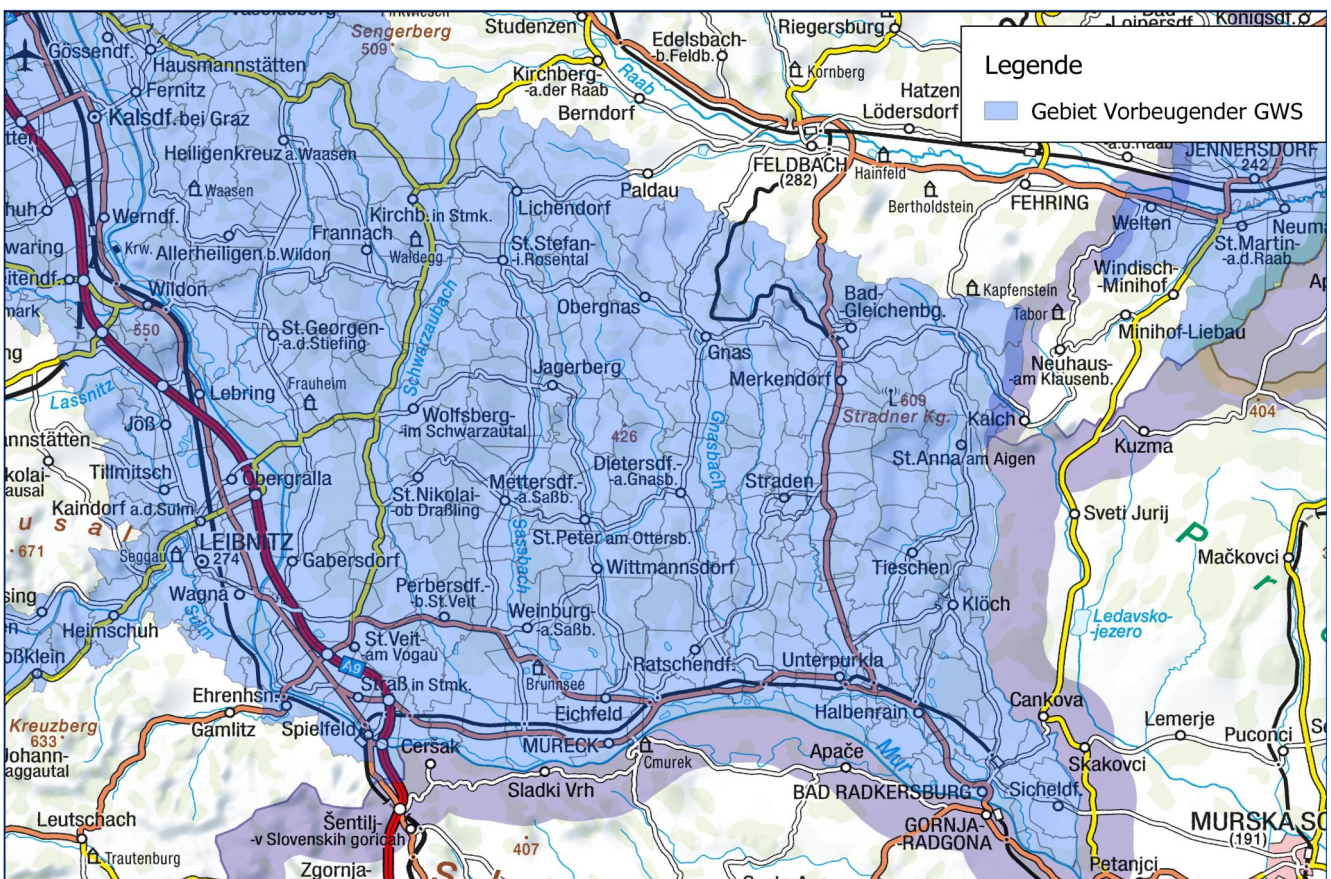 Legende
Gebiet Vorbeugender GWS
Studenzen
Riegersburg
Königsdf.
Gössendf.
Sengerberg
509
Edelsbach-
-b.Feldb.
Hausmannstätten
Kirchberg-
-a.der Raab
Raab
Kornberg
Hatzen
Lödersdorf
Fernitz
Berndorf
Kalsdf. bei Graz
FELDBACH
(282)
Hainfeld
-a.d.Raab
JENNERSDORF
242
Heiligenkreuz a.Waasen
Paldau
Bertholdstein
FEHRING
Waasen
Werndf.
Kirchb. in Stmk.
Lichendorf
Welten
Krw.
Allerheiligen b.Wildon
Frannach
Waldegg
St.Stefan-
-i.Rosental
St.Martin-
-a.d.Raab
Wildon
Obergnas
Bad-
-Gleichenbg.
Kapfenstein
Windisch-
-Minihof
Tabor
550
St.Georgen-
-a.d.Stiefing
Schwarzaubach
Gnas
Minihof-Liebau
Neuhaus-
-am Klausenb.
Lassnitz
Lebring
Frauheim
Jagerberg
Merkendorf
609
Stradner Kg.
404
Jöß
Wolfsberg-
-im Schwarzautal
426
Gnasbach
Kalch
Kuzma
Tillmitsch
Obergralla
St.Nikolai-
-ob Draßling
Mettersdf.-
-a.Saßb.
Dietersdf.-
-a.Gnasb.
Straden
St.Anna am Aigen
Kaindorf a.d.Sulm
Sveti Jurij
671
Seggau
LEIBNITZ
274
Gabersdorf
Sassbach
St.Peter am Ottersb.
Wittmannsdorf
Tieschen
Mačkovci
Wagna
Perbersdf.-
-b.St.Veit
Weinburg-
-a.Saßb.
Klöch
Heimschuh
Sulm
St.Veit-
-am Vogau
Ledavsko-
-jezero
A9
Straß in Stmk.
Brunnsee
Ratschendf.
Unterpurkla
Ehrenhsn.
Eichfeld
Halbenrain
Cankova
Kreuzberg
633
Gamlitz
Spielfeld
Ceršak
MURECK
Cmurek
Apače
Mur
Lemerje
Puconci
Skakovci
Sladki Vrh
BAD RADKERSBURG
Sicheldf.
Leutschach
Šentilj-
-v Slovenskih goricah
GORNJA-
-RADGONA
MURSKA SO
(191)
Trautenburg
407
Zgornja-
Petanjci